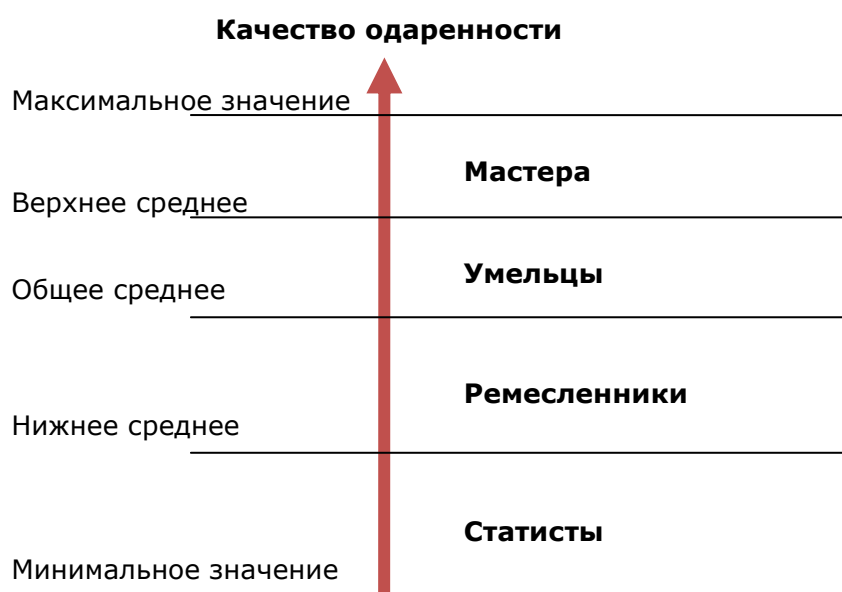 Качество одаренности
Максимальное значение
Мастера
Верхнее среднее
Умельцы
Общее среднее
Ремесленники
Нижнее среднее
Статисты
Минимальное значение